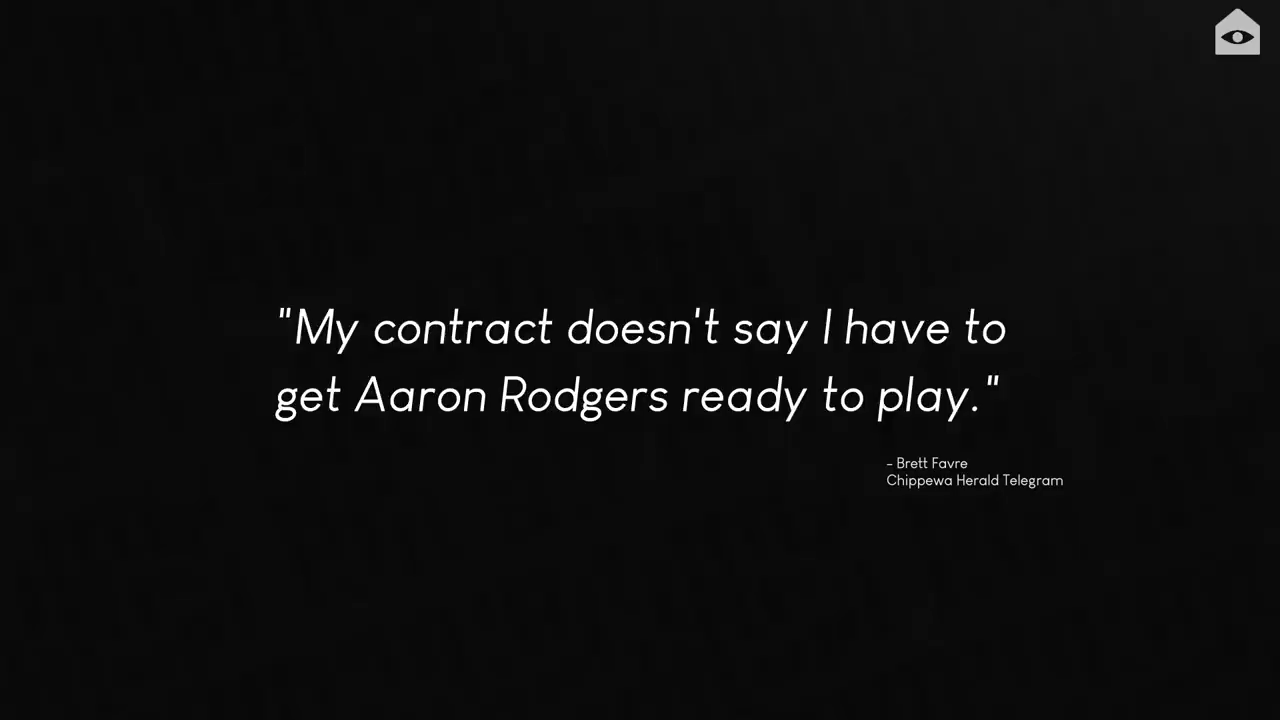 "My contract doesn't say I have to
get Aaron Rodgers ready to play."
- Brett Favre
Chippewa Herald Telegram